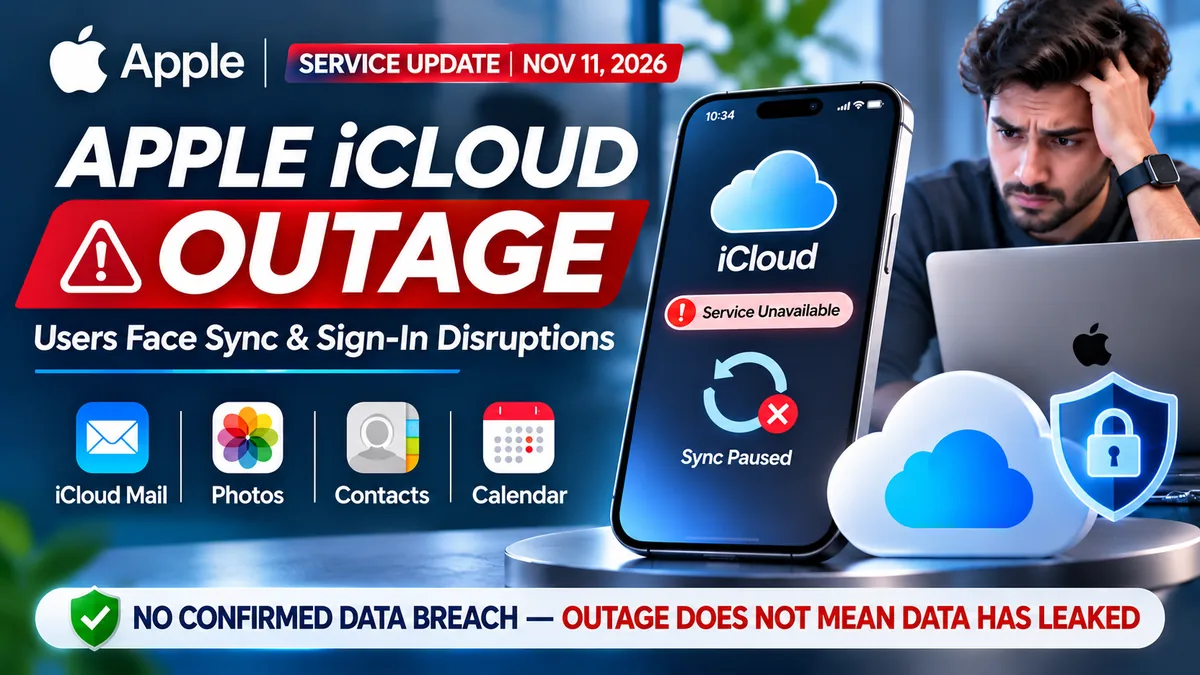 Apple
SERVICE UPDATE | NOV 11, 2026
APPLE iCLOUD
OUTAGE
Users Face Sync & Sign-In Disruptions
iCloud Mail
Photos
Contacts
Calendar
10:34
iCloud
Service Unavailable
Sync Paused
NO CONFIRMED DATA BREACH — OUTAGE DOES NOT MEAN DATA HAS LEAKED